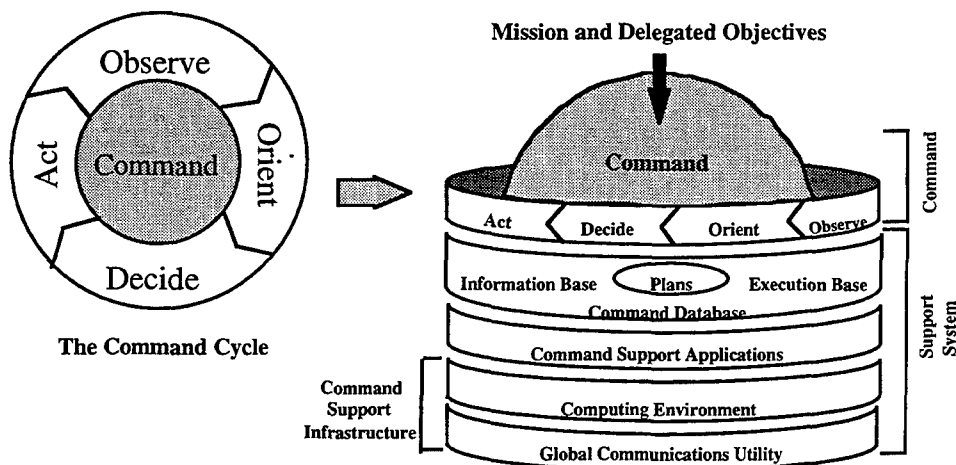 Observe
Orient
Act
Command
Decide
The Command Cycle
Mission and Delegated Objectives
Command
Act
Decide
Orient
Observe
Command
Information Base
Plans
Execution Base
Command Database
Command Support Applications
Computing Environment
Global Communications Utility
Command
Support
Infrastructure
Support
System